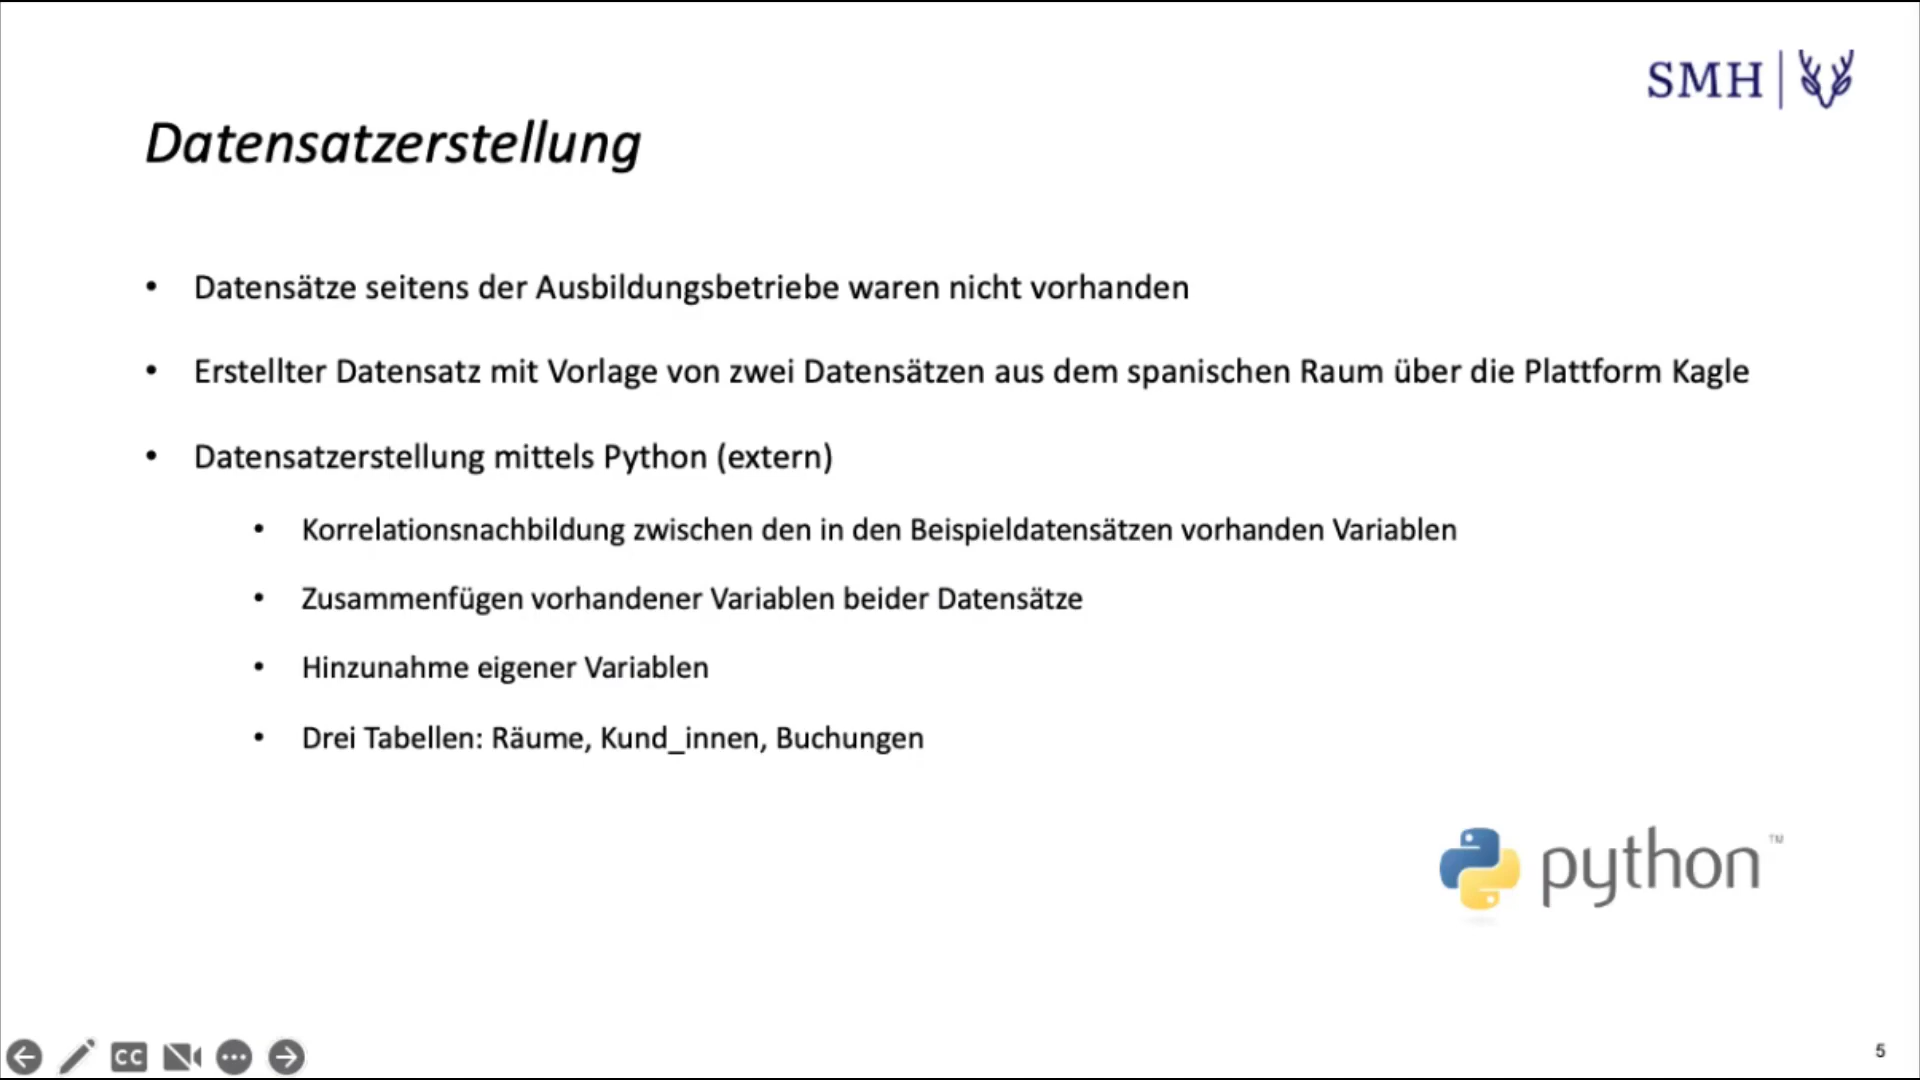 SMH
Datensatzerstellung
• Datensätze seitens der Ausbildungsbetriebe waren nicht vorhanden
• Erstellter Datensatz mit Vorlage von zwei Datensätzen aus dem spanischen Raum über die Plattform Kagle
• Datensatzerstellung mittels Python (extern)
• Korrelationsnachbildung zwischen den in den Beispieldatensätzen vorhanden Variablen
• Zusammenfügen vorhandener Variablen beider Datensätze
• Hinzunahme eigener Variablen
• Drei Tabellen: Räume, Kund_innen, Buchungen
python™
CC
5